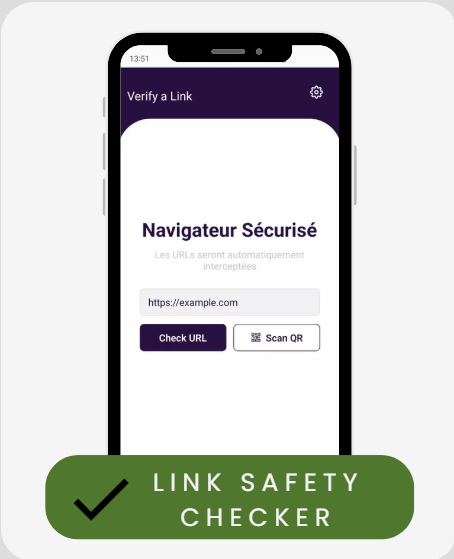 13:51
Verify a Link
Navigateur Sécurisé
Les URLs seront automatiquement
interceptées
https://example.com
Check URL
Scan QR
LINK SAFETY
CHECKER